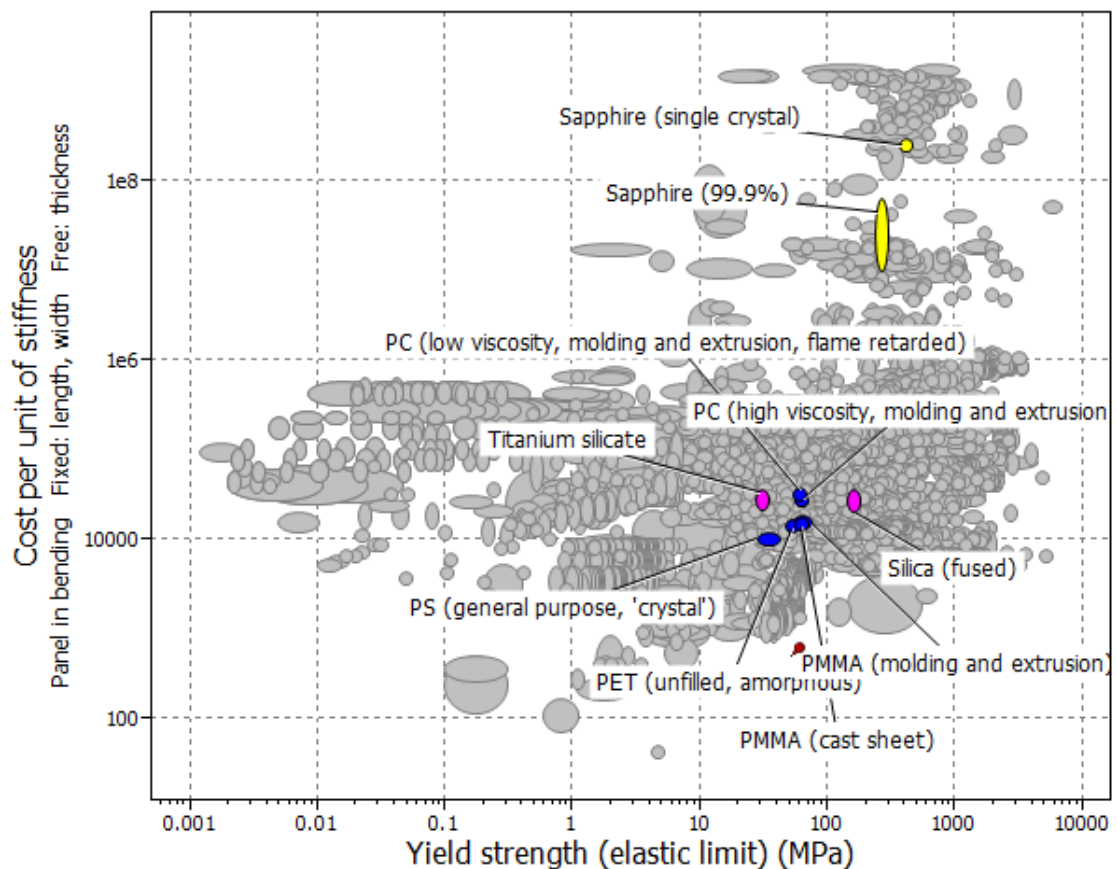 Sapphire (single crystal)
Sapphire (99.9%)
PC (low viscosity, molding and extrusion, flame retarded)
PC (high viscosity, molding and extrusion
Titanium silicate
Silica (fused)
PS (general purpose, 'crystal')
PMMA (molding and extrusion)
PET (unfilled, amorphous)
PMMA (cast sheet)
Cost per unit of stiffness
Panel in bending Fixed: length, width Free: thickness
1e8
1e6
10000
100
0.001 0.01 0.1 1 10 100 1000 10000
Yield strength (elastic limit) (MPa)